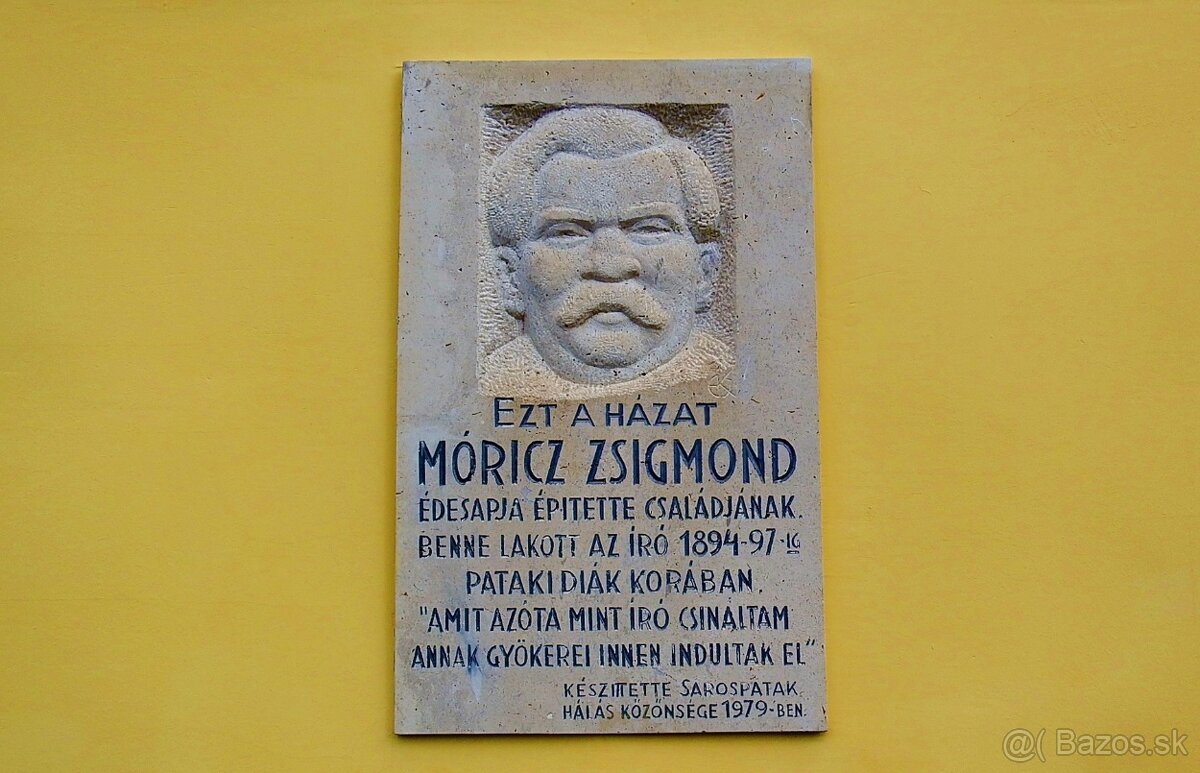 EZT A HÁZAT
MÓRICZ ZSIGMOND
ÉDESAPJA ÉPITETTE CSALÁDJÁNAK.
BENNE LAKOTT AZ ÍRÓ 1894-97-IG
PATAKI DIÁK KORÁBAN.
"AMIT AZÓTA MINT ÍRÓ CSINÁLTAM
ANNAK GYÖKEREI INNEN INDULTAK EL"
KÉSZITETTE SÁROSPATAK
HÁLÁS KÖZÖNSÉGE 1979-BEN.
@( Bazos.sk